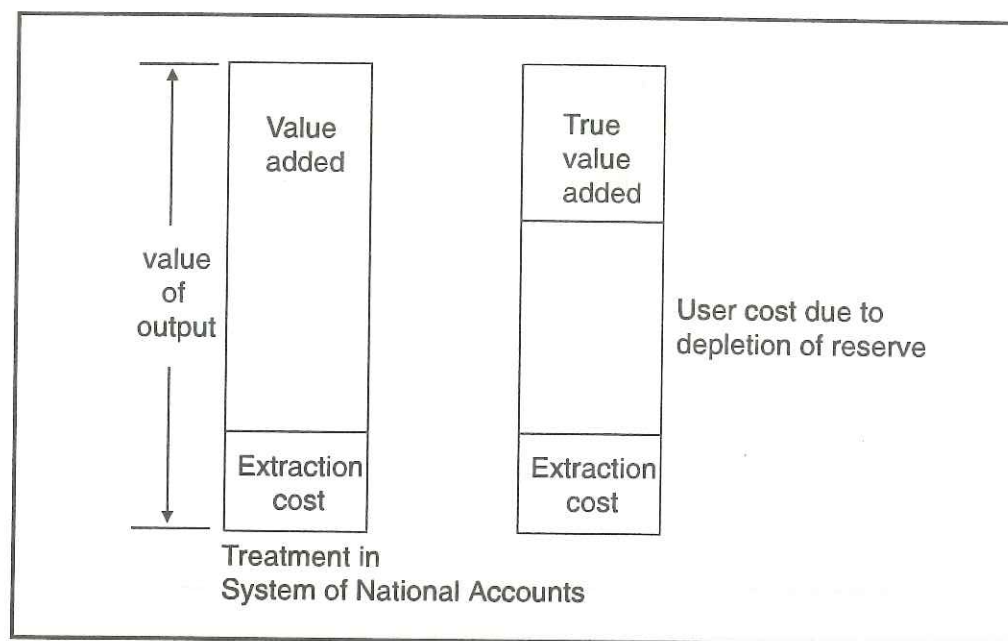 Value
added
True
value
added
value
of
output
User cost due to
depletion of reserve
Extraction
cost
Extraction
cost
Treatment in
System of National Accounts